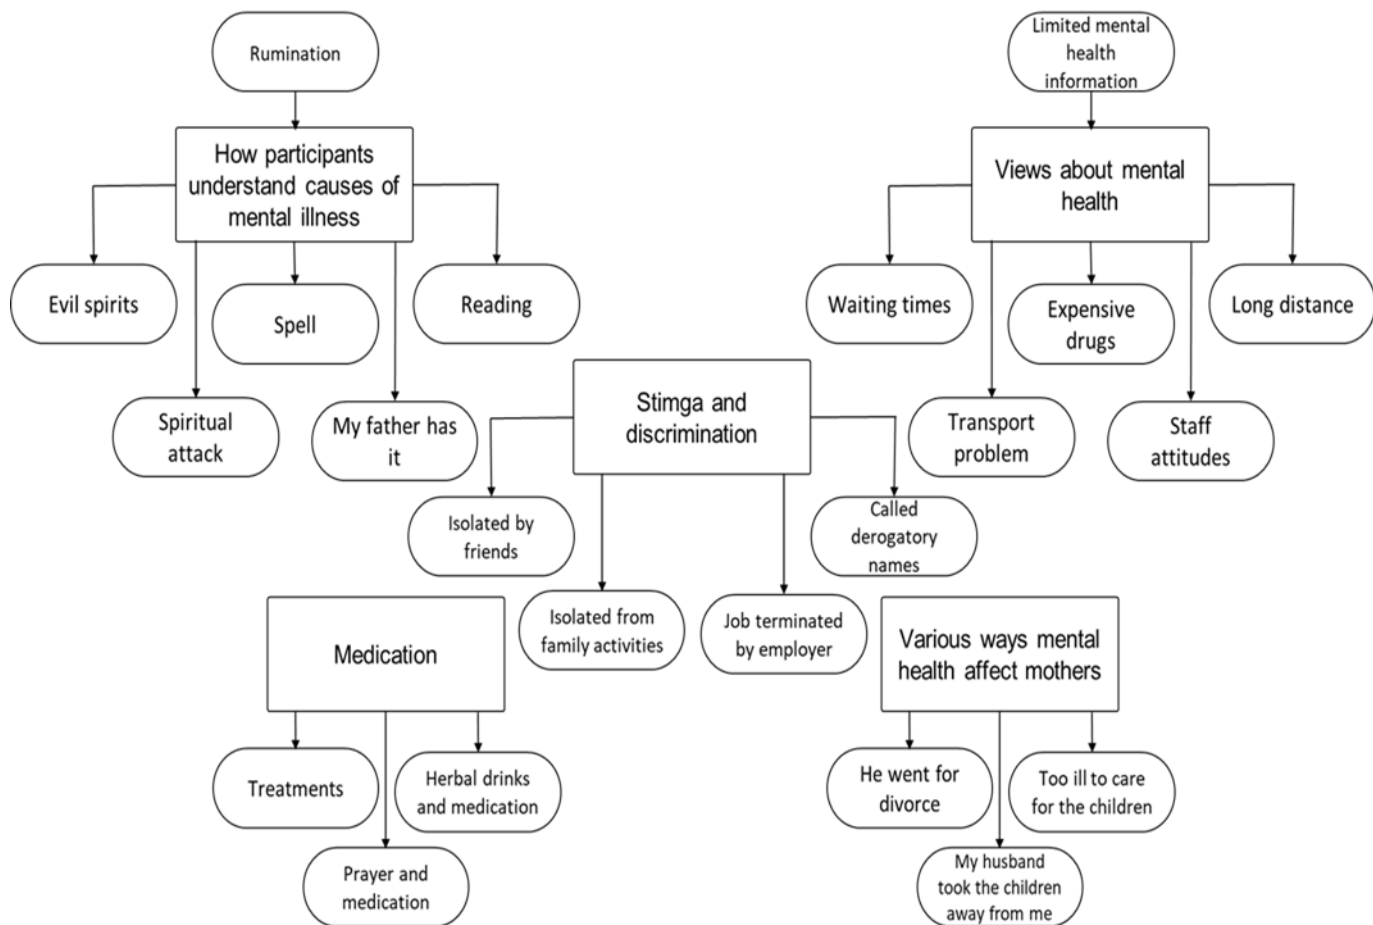 Rumination
Limited mental
health
information
How participants
understand causes of
mental illness
Views about mental
health
Evil spirits
Spell
Reading
Waiting times
Expensive
drugs
Long distance
Spiritual
attack
My father has
it
Stimga and
discrimination
Transport
problem
Staff
attitudes
Isolated by
friends
Called
derogatory
names
Isolated from
family activities
Job terminated
by employer
Medication
Various ways mental
health affect mothers
Treatments
Herbal drinks
and medication
He went for
divorce
Too ill to care
for the children
Prayer and
medication
My husband
took the children
away from me